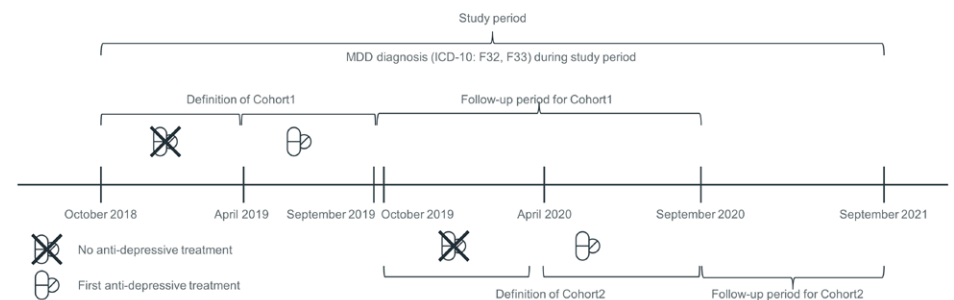 Study period
MDD diagnosis (ICD-10: F32, F33) during study period
Definition of Cohort1
Follow-up period for Cohort1
October 2018
April 2019
September 2019
October 2019
April 2020
September 2020
September 2021
No anti-depressive treatment
First anti-depressive treatment
Definition of Cohort2
Follow-up period for Cohort2